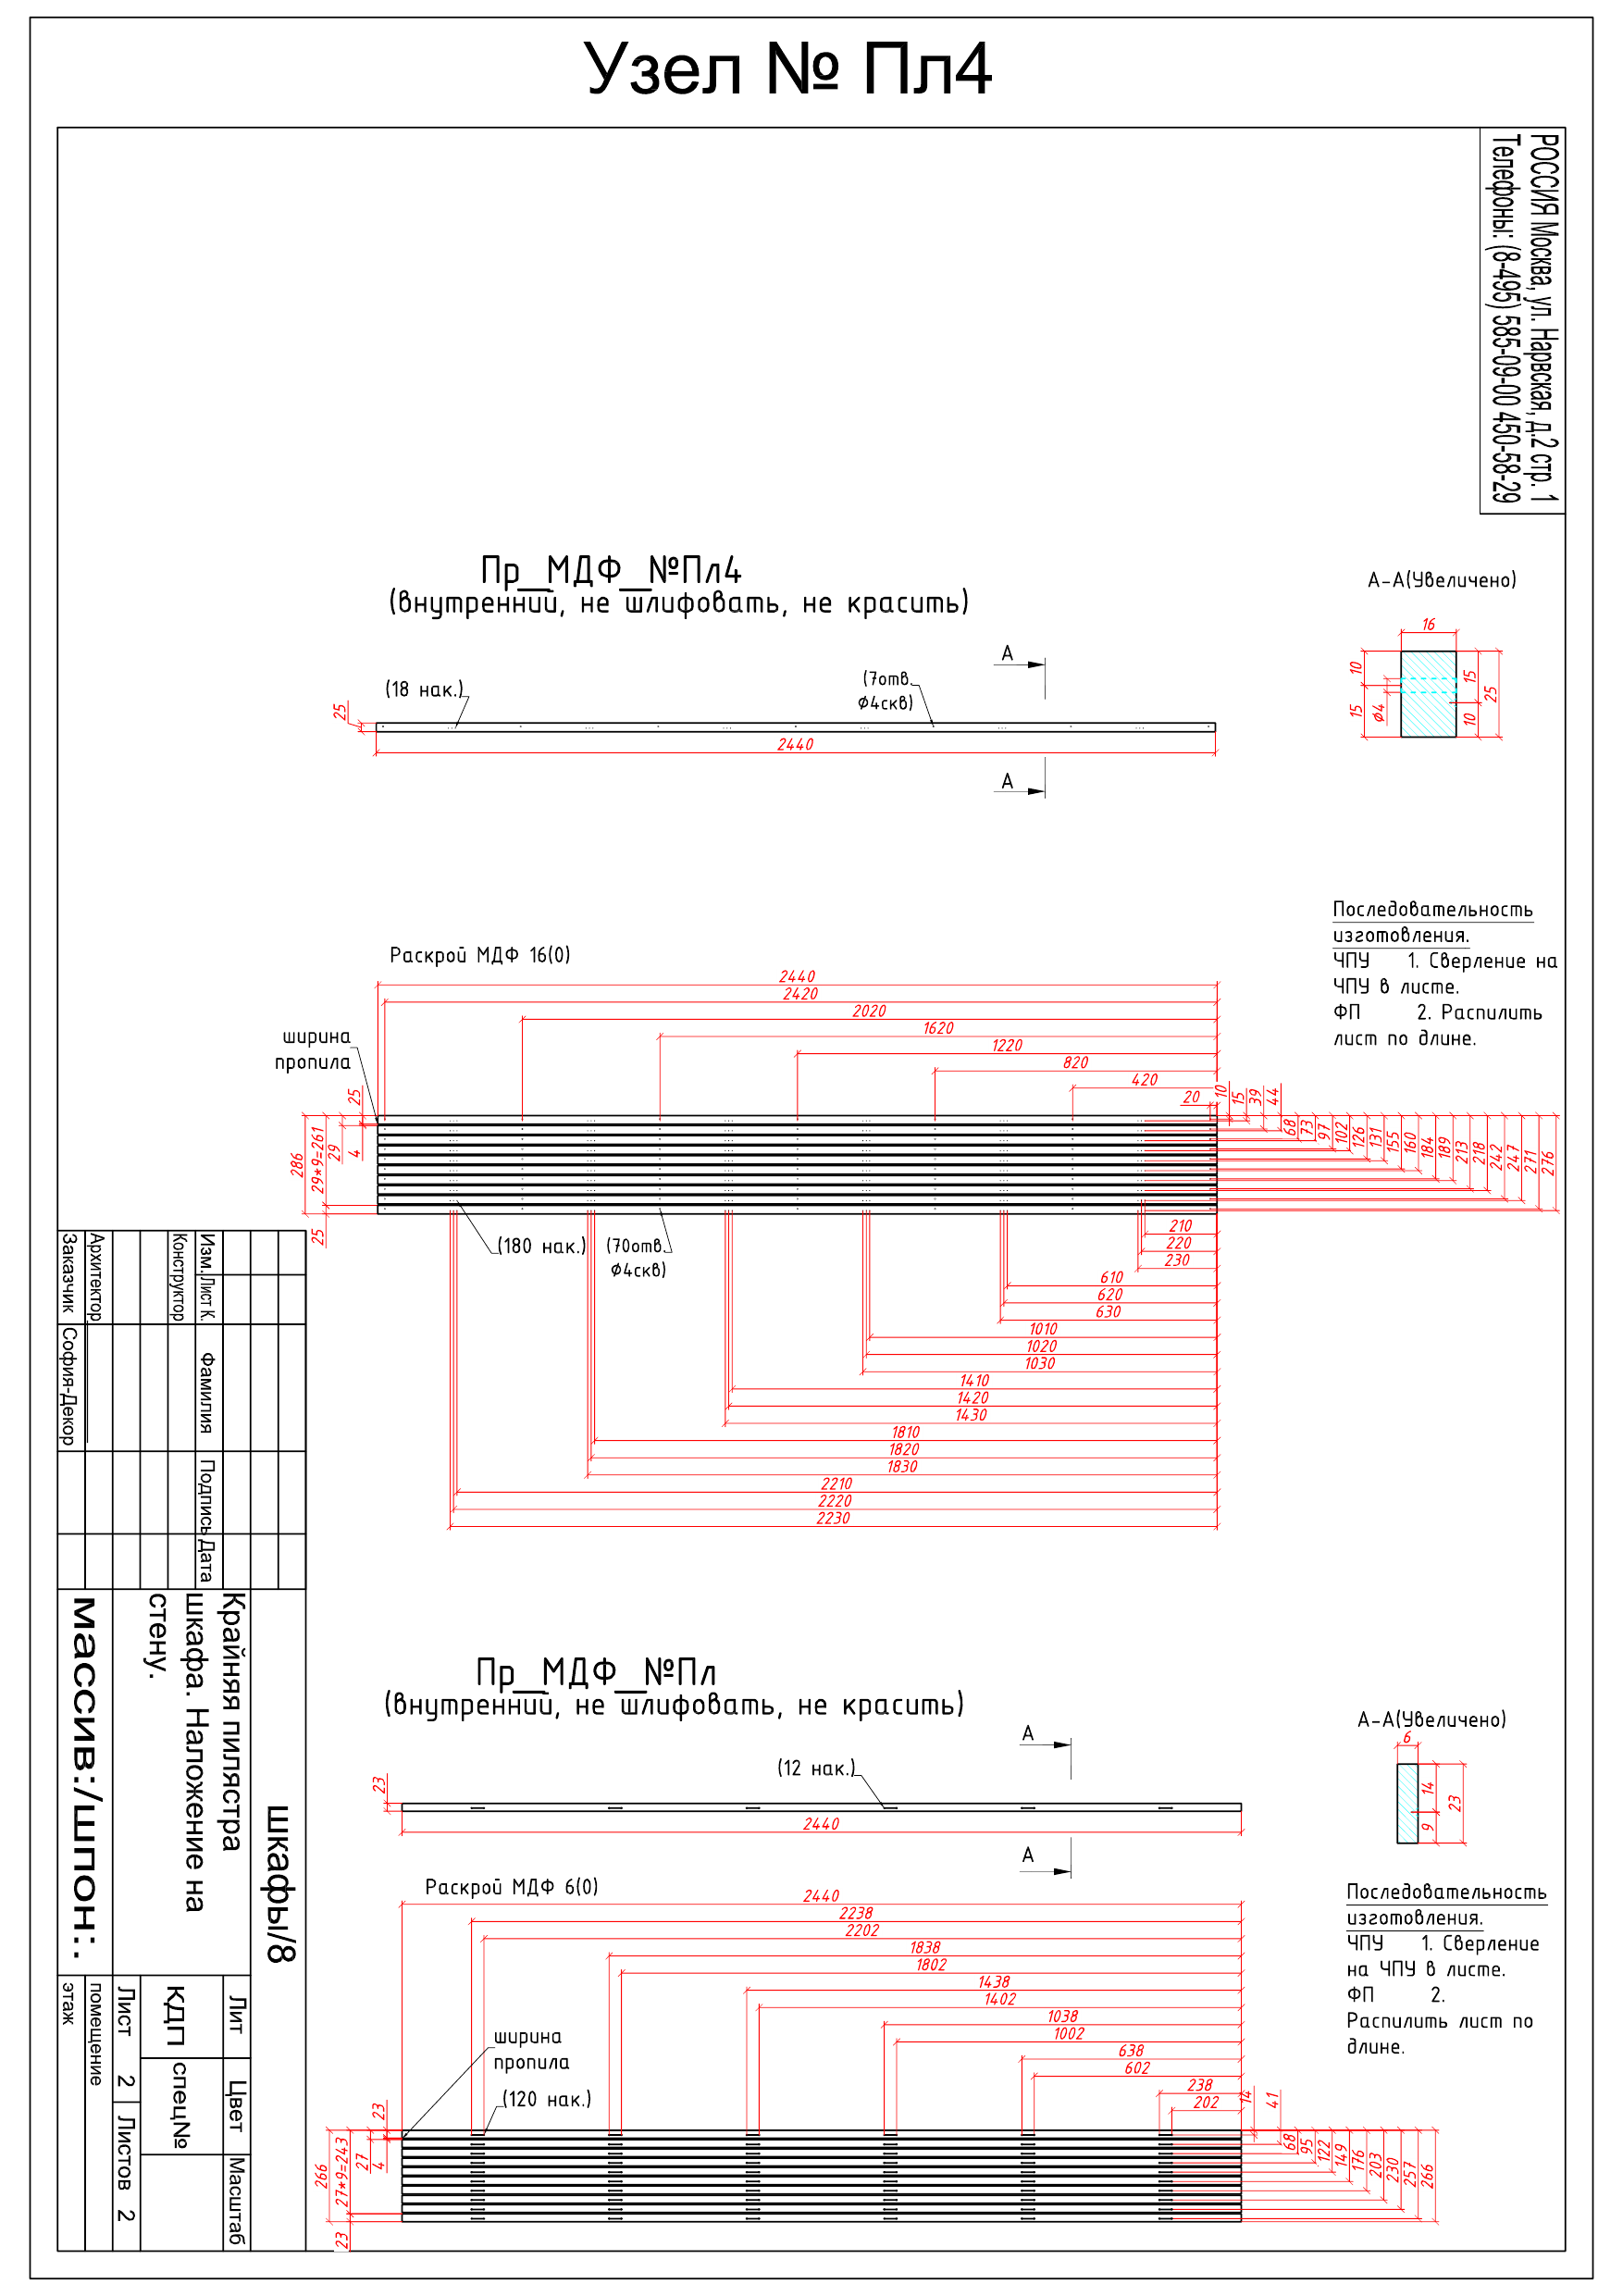 Узел № Пл4
РОССИЯ Москва, ул. Нарвская, д.2 стр. 1
Телефоны: (8-495) 585-09-00 450-58-29
Пр_МДФ_№Пл4
(внутренний, не шлифовать, не красить)
А-А(Увеличено)
16
10
15
ϕ4
15
10
25
А
(18 нак.)
(7отв.
ϕ4скв)
25
2440
А
Последовательность
изготовления.
ЧПУ 1. Сверление на
ЧПУ в листе.
ФП 2. Распилить
лист по длине.
Раскрой МДФ 16(0)
2440
2420
2020
1620
1220
820
420
20
ширина
пропила
25
286
29*9=261
29
4
25
10
15
39
44
68
73
97
102
126
131
155
160
184
189
213
218
242
247
271
276
(180 нак.)
(70отв.
ϕ4скв)
210
220
230
610
620
630
1010
1020
1030
1410
1420
1430
1810
1820
1830
2210
2220
2230
Пр_МДФ_№Пл
(внутренний, не шлифовать, не красить)
А-А(Увеличено)
6
14
9
23
А
(12 нак.)
23
2440
А
Последовательность
изготовления.
ЧПУ 1. Сверление
на ЧПУ в листе.
ФП 2.
Распилить лист по
длине.
Раскрой МДФ 6(0)
2440
2238
2202
1838
1802
1438
1402
1038
1002
638
602
238
202
ширина
пропила
(120 нак.)
23
266
27*9=243
27
4
23
14
41
68
95
122
149
176
203
230
257
266
шкафы/8
Изм.
Лист К.
Фамилия
Подпись
Дата
Конструктор
Архитектор
Заказчик
София-Декор
Крайняя пилястра
шкафа. Наложение на
стену.
массив:/шпон:.
Лит
Цвет
Масштаб
КДП
спец№
Лист 2
Листов 2
помещение
этаж